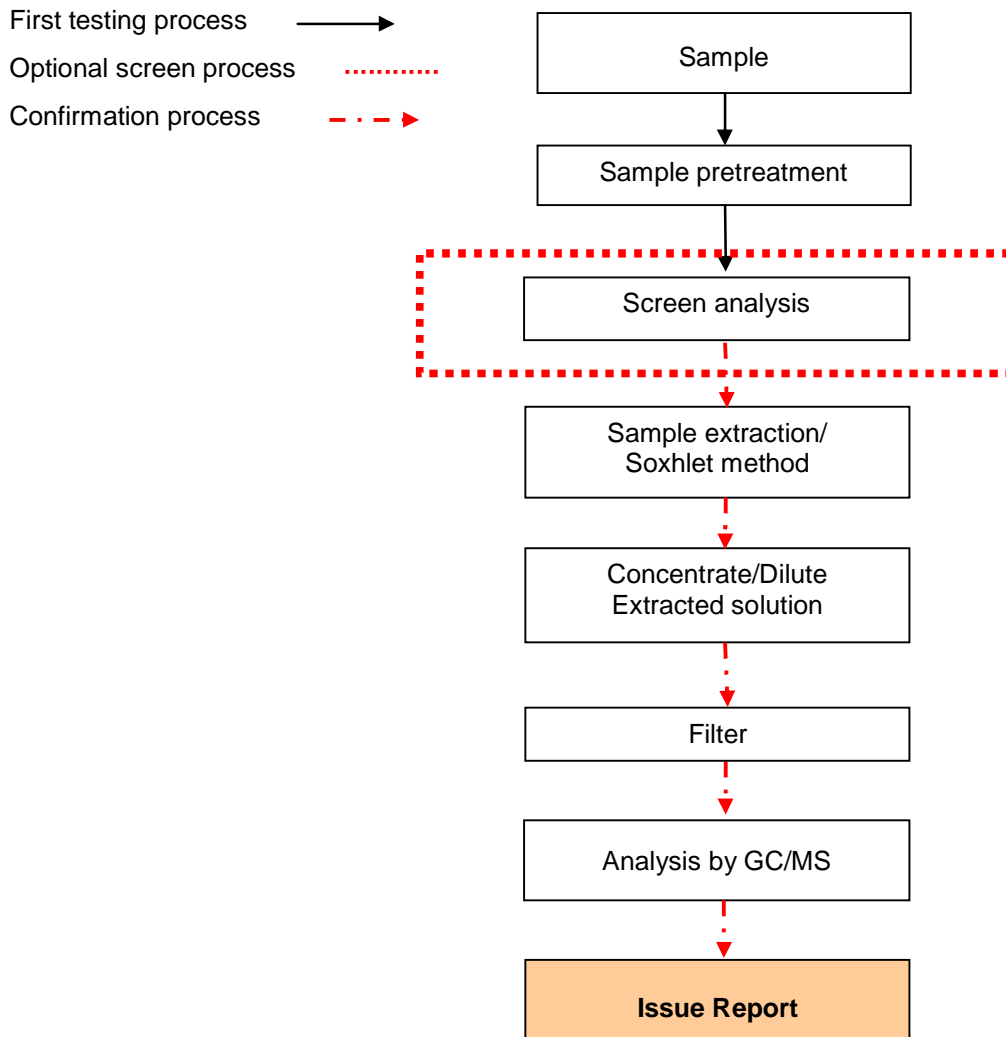 First testing process
Optional screen process
Confirmation process
Sample
Sample pretreatment
Screen analysis
Sample extraction/
Soxhlet method
Concentrate/Dilute
Extracted solution
Filter
Analysis by GC/MS
Issue Report